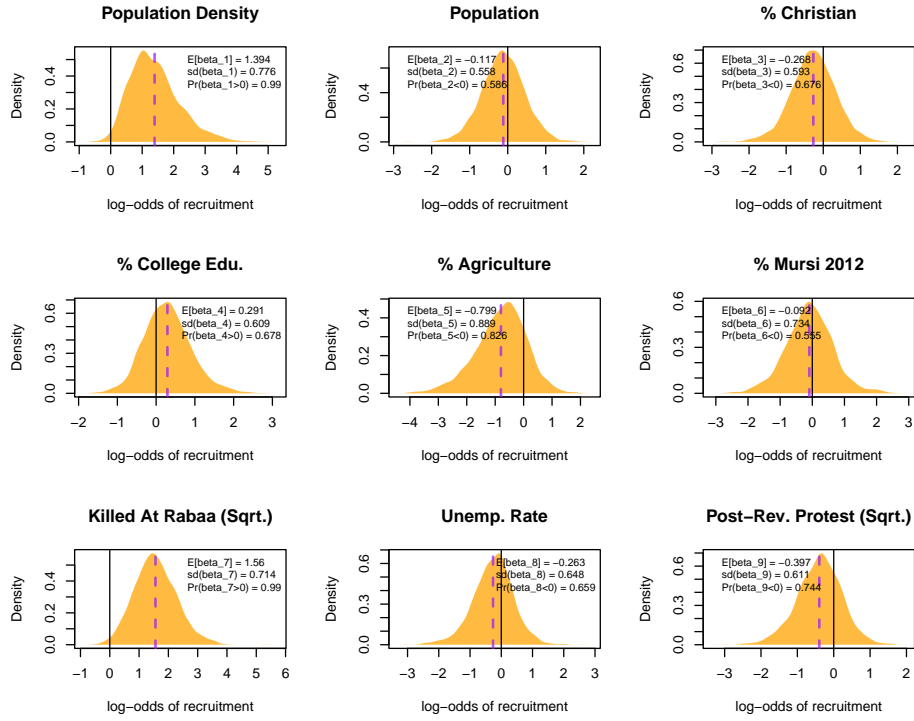 Population Density
Density
0.0
0.2
0.4
E[beta_1] = 1.394
sd(beta_1) = 0.776
Pr(beta_1>0) = 0.99
−1 0 1 2 3 4 5
log−odds of recruitment
Population
Density
0.0
0.4
E[beta_2] = −0.117
sd(beta_2) = 0.558
Pr(beta_2<0) = 0.586
−3 −2 −1 0 1 2
log−odds of recruitment
% Christian
Density
0.0
0.3
0.6
E[beta_3] = −0.268
sd(beta_3) = 0.593
Pr(beta_3<0) = 0.676
−3 −2 −1 0 1 2
log−odds of recruitment
% College Edu.
Density
0.0
0.3
0.6
E[beta_4] = 0.291
sd(beta_4) = 0.609
Pr(beta_4>0) = 0.678
−2 −1 0 1 2 3
log−odds of recruitment
% Agriculture
Density
0.0
0.2
0.4
E[beta_5] = −0.799
sd(beta_5) = 0.889
Pr(beta_5<0) = 0.826
−4 −3 −2 −1 0 1 2
log−odds of recruitment
% Mursi 2012
Density
0.0
0.3
0.6
E[beta_6] = −0.092
sd(beta_6) = 0.734
Pr(beta_6<0) = 0.555
−3 −2 −1 0 1 2 3
log−odds of recruitment
Killed At Rabaa (Sqrt.)
Density
0.0
0.2
0.4
E[beta_7] = 1.56
sd(beta_7) = 0.714
Pr(beta_7>0) = 0.99
−1 0 1 2 3 4 5 6
log−odds of recruitment
Unemp. Rate
Density
0.0
0.3
0.6
E[beta_8] = −0.263
sd(beta_8) = 0.648
Pr(beta_8<0) = 0.659
−3 −2 −1 0 1 2 3
log−odds of recruitment
Post−Rev. Protest (Sqrt.)
Density
0.0
0.3
0.6
E[beta_9] = −0.397
sd(beta_9) = 0.611
Pr(beta_9<0) = 0.744
−3 −2 −1 0 1 2
log−odds of recruitment